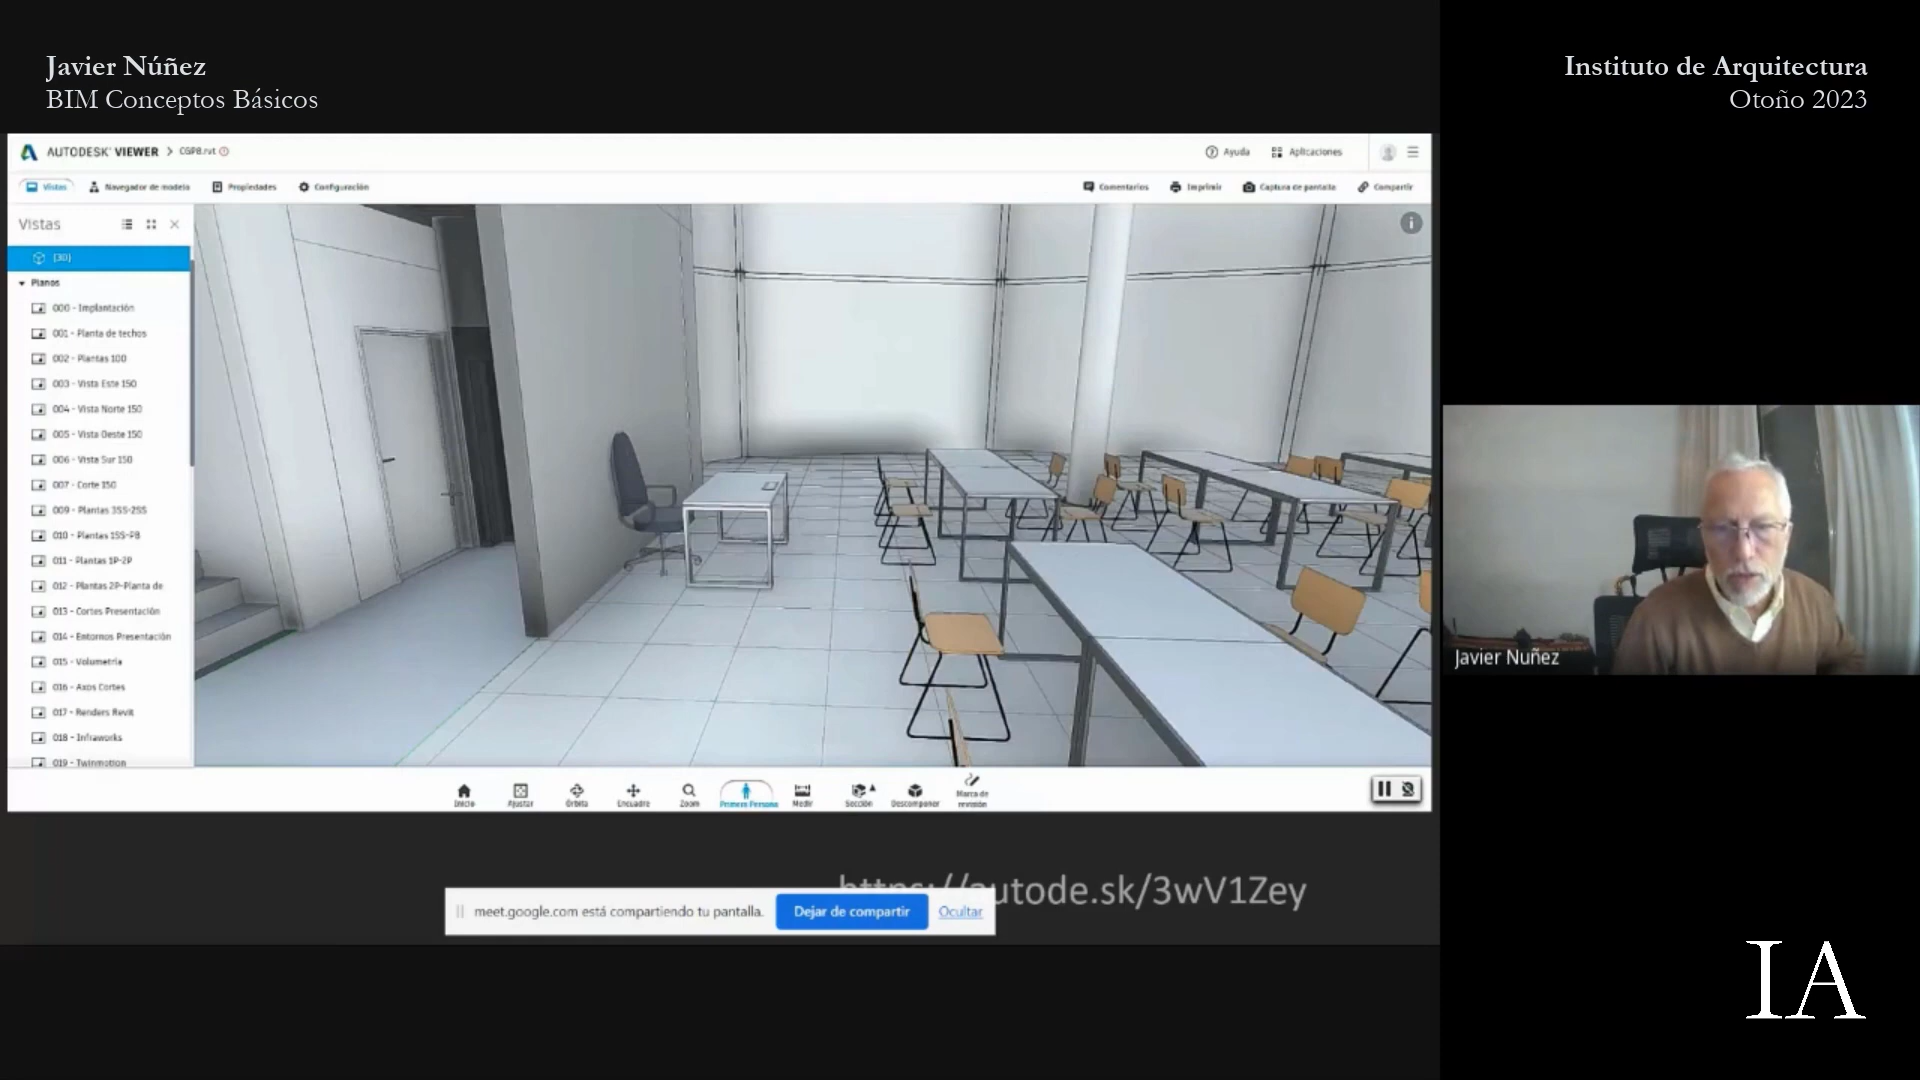 Javier Núñez
BIM Conceptos Básicos
Instituto de Arquitectura
Otoño 2023
AUTODESK VIEWER > CGPB.rvt
Ayuda
Aplicaciones
Vistas
Navegador de modelo
Propiedades
Configuración
Comentarios
Imprimir
Captura de pantalla
Compartir
Vistas
{3D}
Planos
000 - Implantación
001 - Planta de techos
002 - Plantas 100
003 - Vista Este 150
004 - Vista Norte 150
005 - Vista Oeste 150
006 - Vista Sur 150
007 - Corte 150
009 - Plantas 3SS-2SS
010 - Plantas 1SS-PB
011 - Plantas 1P-2P
012 - Plantas 2P-Planta de
013 - Cortes Presentación
014 - Entornos Presentación
015 - Volumetría
016 - Axos Cortes
017 - Renders Revit
018 - Infraworks
019 - Twinmotion
Inicio
Ajustar
Órbita
Encuadre
Zoom
Primera Persona
Medir
Sección
Descomponer
Marca de
revisión
Javier Nuñez
https://autode.sk/3wV1Zey
meet.google.com está compartiendo tu pantalla.
Dejar de compartir
Ocultar
IA